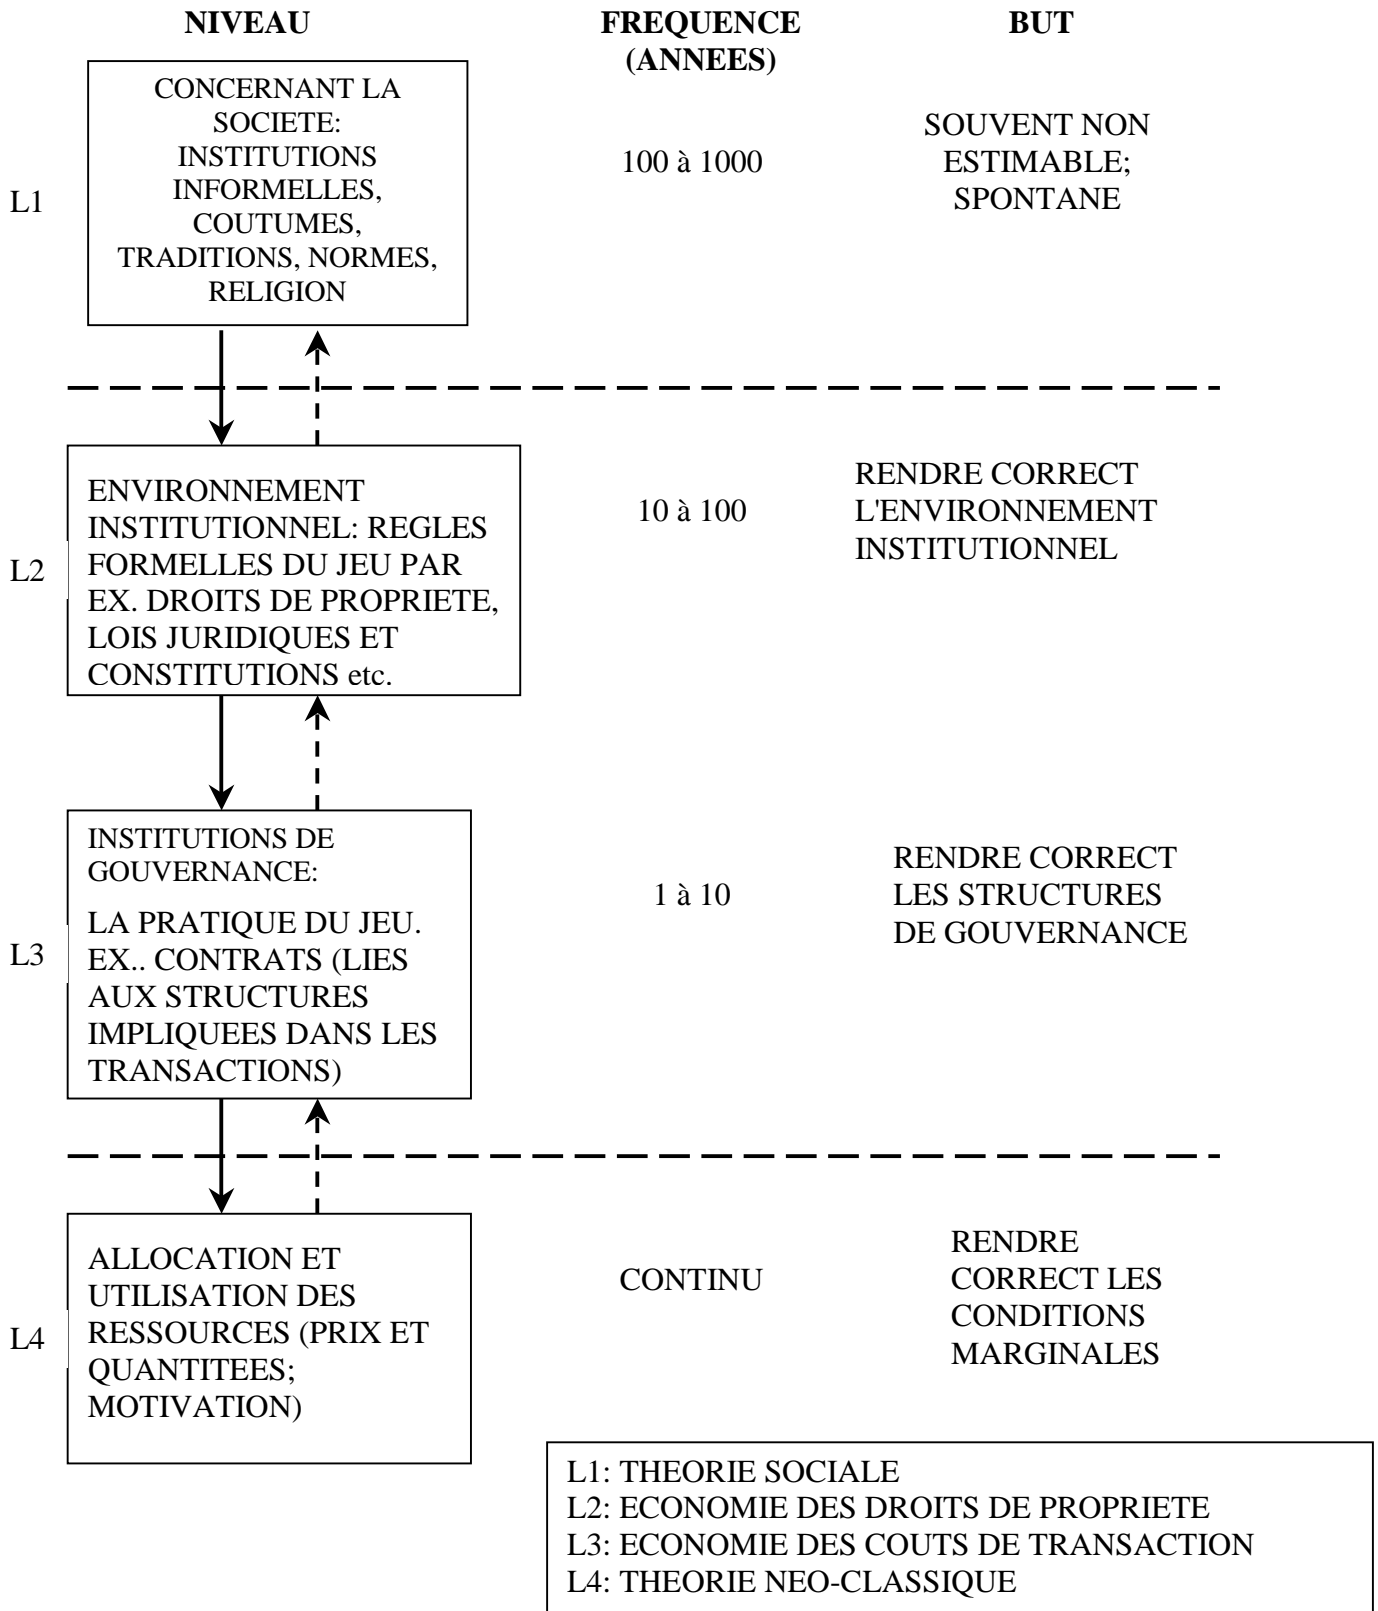 NIVEAU
FREQUENCE
(ANNEES)
BUT
L1
CONCERNANT LA
SOCIETE:
INSTITUTIONS
INFORMELLES,
COUTUMES,
TRADITIONS, NORMES,
RELIGION
100 à 1000
SOUVENT NON
ESTIMABLE;
SPONTANE
L2
ENVIRONNEMENT
INSTITUTIONNEL: REGLES
FORMELLES DU JEU PAR
EX. DROITS DE PROPRIETE,
LOIS JURIDIQUES ET
CONSTITUTIONS etc.
10 à 100
RENDRE CORRECT
L'ENVIRONNEMENT
INSTITUTIONNEL
L3
INSTITUTIONS DE
GOUVERNANCE:
LA PRATIQUE DU JEU.
EX.. CONTRATS (LIES
AUX STRUCTURES
IMPLIQUEES DANS LES
TRANSACTIONS)
1 à 10
RENDRE CORRECT
LES STRUCTURES
DE GOUVERNANCE
L4
ALLOCATION ET
UTILISATION DES
RESSOURCES (PRIX ET
QUANTITEES;
MOTIVATION)
CONTINU
RENDRE
CORRECT LES
CONDITIONS
MARGINALES
L1: THEORIE SOCIALE
L2: ECONOMIE DES DROITS DE PROPRIETE
L3: ECONOMIE DES COUTS DE TRANSACTION
L4: THEORIE NEO-CLASSIQUE